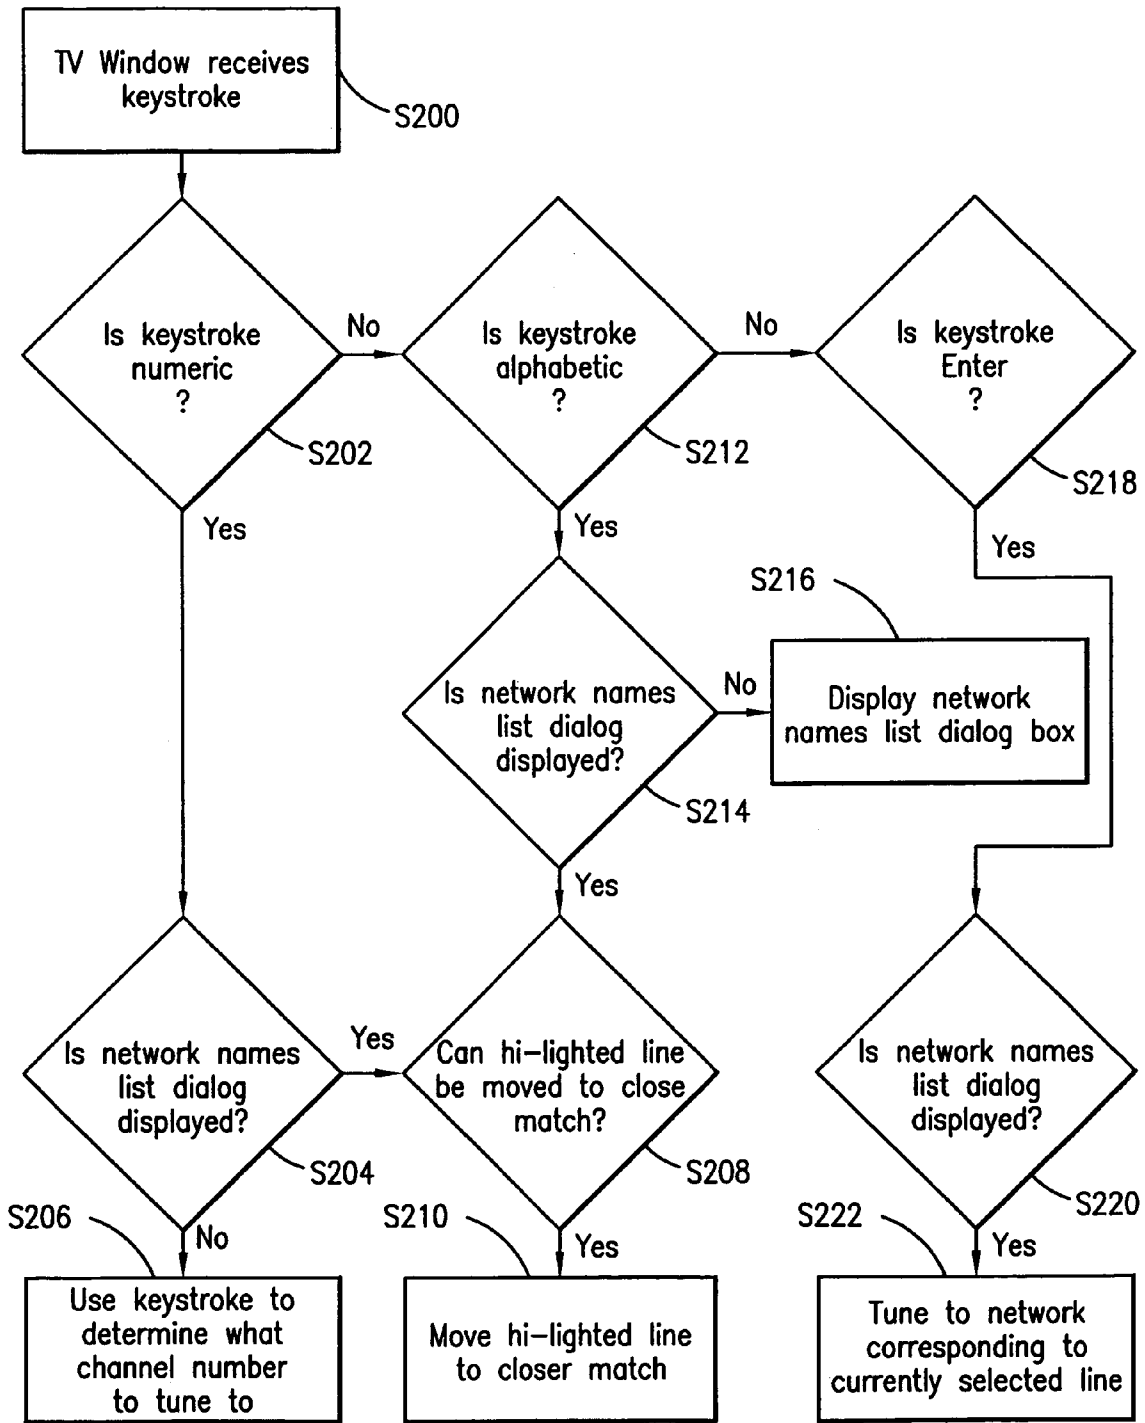 TV Window receives
keystroke
S200
Is keystroke
numeric
?
S202
No
Is keystroke
alphabetic
?
S212
No
Is keystroke
Enter
?
S218
Yes
Yes
Yes
S216
Is network names
list dialog
displayed?
S214
No
Display network
names list dialog box
Yes
Is network names
list dialog
displayed?
S204
Yes
Can hi-lighted line
be moved to close
match?
S208
Is network names
list dialog
displayed?
S220
S206
No
S210
Yes
S222
Yes
Use keystroke to
determine what
channel number
to tune to
Move hi-lighted line
to closer match
Tune to network
corresponding to
currently selected line